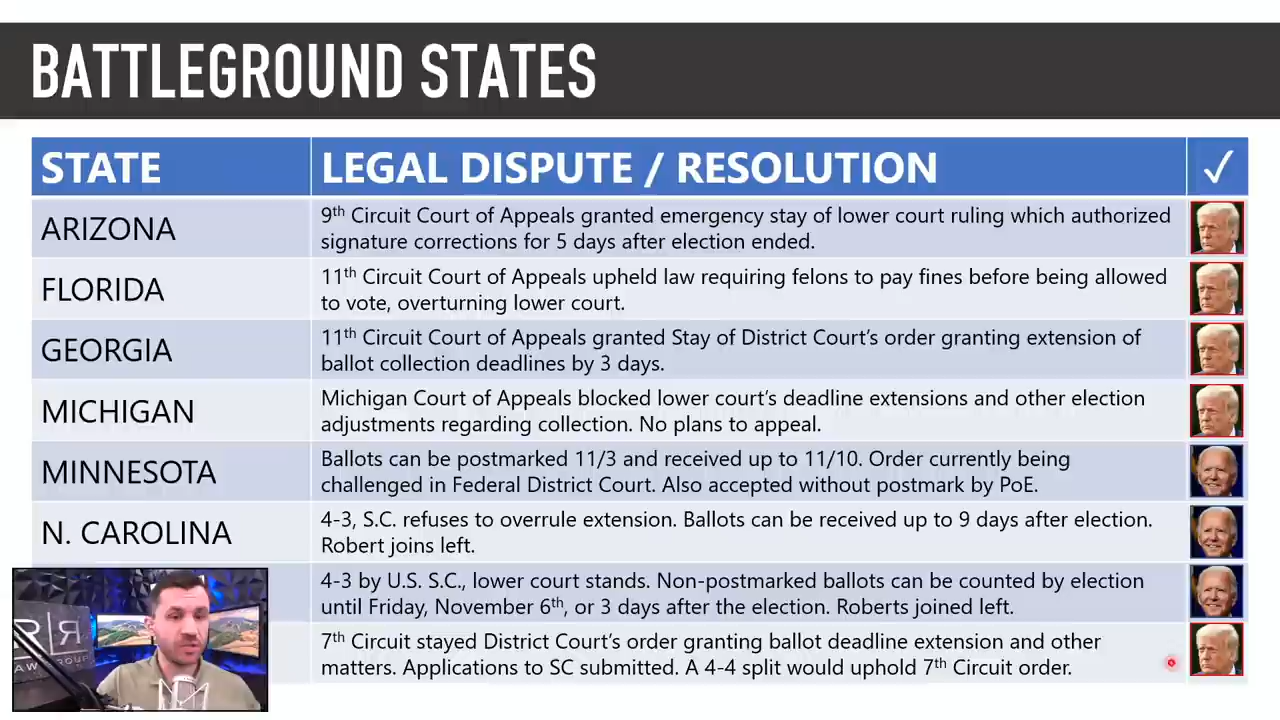 BATTLEGROUND STATES
STATE
LEGAL DISPUTE / RESOLUTION
✓
ARIZONA
9th Circuit Court of Appeals granted emergency stay of lower court ruling which authorized
signature corrections for 5 days after election ended.
FLORIDA
11th Circuit Court of Appeals upheld law requiring felons to pay fines before being allowed
to vote, overturning lower court.
GEORGIA
11th Circuit Court of Appeals granted Stay of District Court's order granting extension of
ballot collection deadlines by 3 days.
MICHIGAN
Michigan Court of Appeals blocked lower court's deadline extensions and other election
adjustments regarding collection. No plans to appeal.
MINNESOTA
Ballots can be postmarked 11/3 and received up to 11/10. Order currently being
challenged in Federal District Court. Also accepted without postmark by PoE.
N. CAROLINA
4-3, S.C. refuses to overrule extension. Ballots can be received up to 9 days after election.
Robert joins left.
4-3 by U.S. S.C., lower court stands. Non-postmarked ballots can be counted by election
until Friday, November 6th, or 3 days after the election. Roberts joined left.
7th Circuit stayed District Court's order granting ballot deadline extension and other
matters. Applications to SC submitted. A 4-4 split would uphold 7th Circuit order.